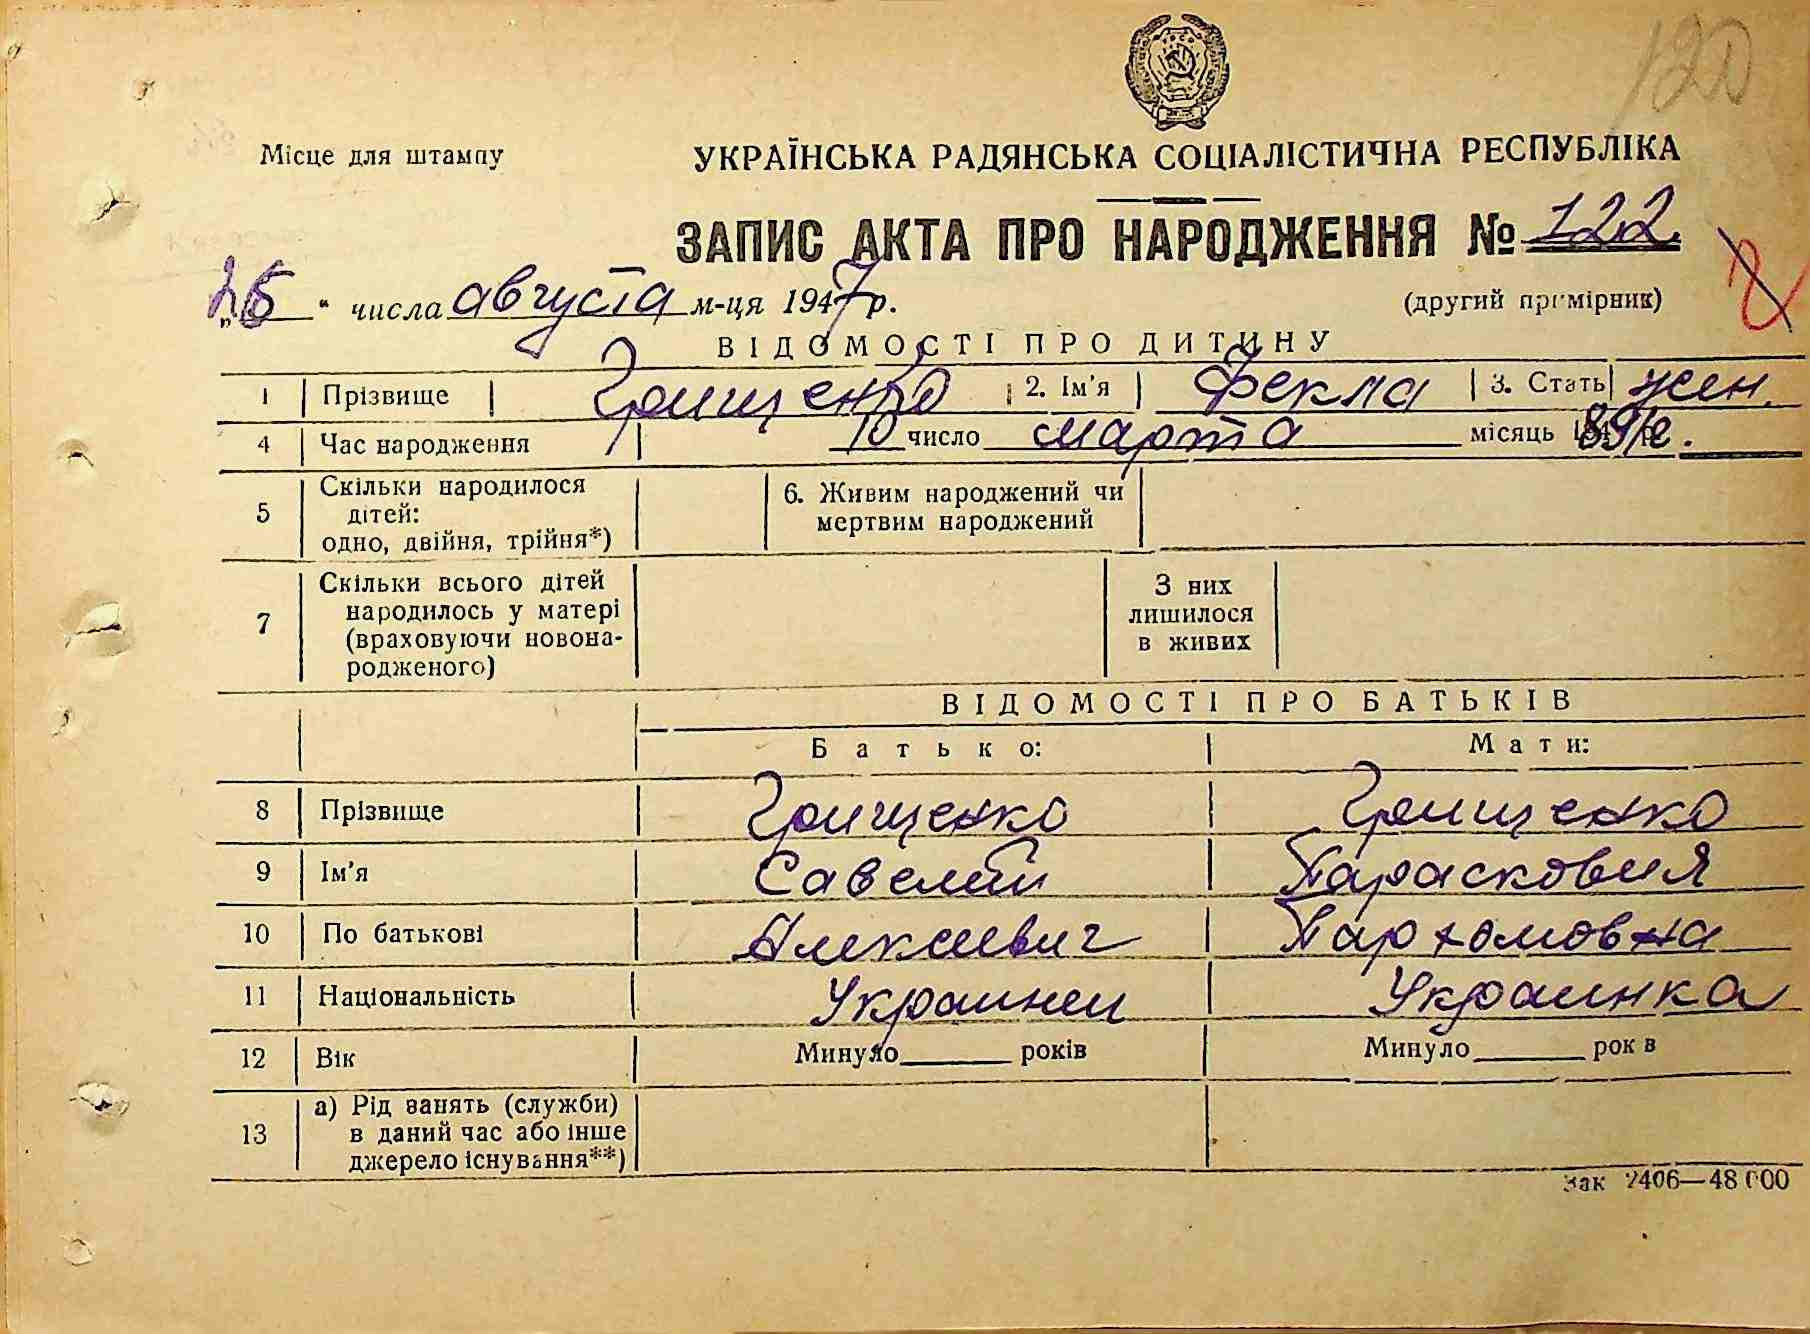 120
Місце для штампу
УКРАЇНСЬКА РАДЯНСЬКА СОЦІАЛІСТИЧНА РЕСПУБЛІКА
ЗАПИС АКТА ПРО НАРОДЖЕННЯ № 122
„ “ числа августа м-ця 1947 р.
(другий примірник)
ВІДОМОСТІ ПРО ДИТИНУ
1 Прізвище Грищенко 2. Ім'я Фекла 3. Стать жен.
4 Час народження 10 число марта місяць
5 Скільки народилося дітей: одно, двійня, трійня*) 6. Живим народжений чи мертвим народжений
7 Скільки всього дітей народилось у матері (враховуючи новонародженого) З них лишилося в живих
ВІДОМОСТІ ПРО БАТЬКІВ
Батько: Мати:
8 Прізвище Грищенко Грищенко
9 Ім'я Савелий Парасковия
10 По батькові Алексеевич Пархомовна
11 Національність Украинец Украинка
12 Вік Минуло років Минуло рок в
13 а) Рід занять (служби) в даний час або інше джерело існування**)
Зак 2406—48 000